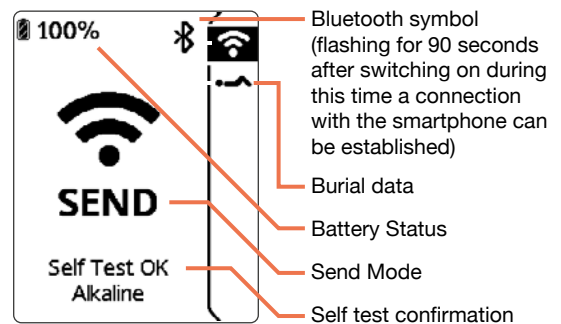 100%
SEND
Self Test OK
Alkaline
Bluetooth symbol
(flashing for 90 seconds
after switching on during
this time a connection
with the smartphone can
be established)
Burial data
Battery Status
Send Mode
Self test confirmation